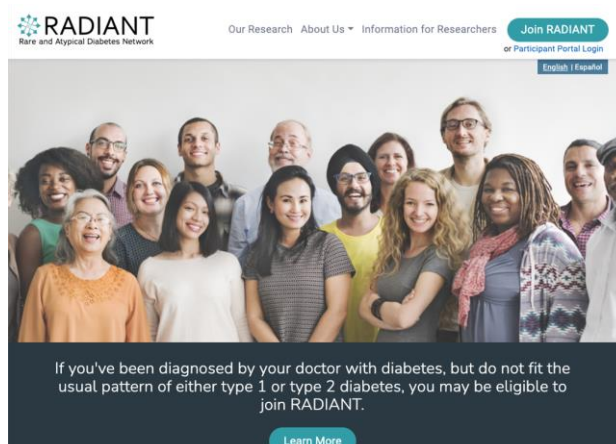 RADIANT
Rare and Atypical Diabetes Network
Our Research About Us Information for Researchers Join RADIANT
or Participant Portal Login
English | Español
If you've been diagnosed by your doctor with diabetes, but do not fit the
usual pattern of either type 1 or type 2 diabetes, you may be eligible to
join RADIANT.
Learn More